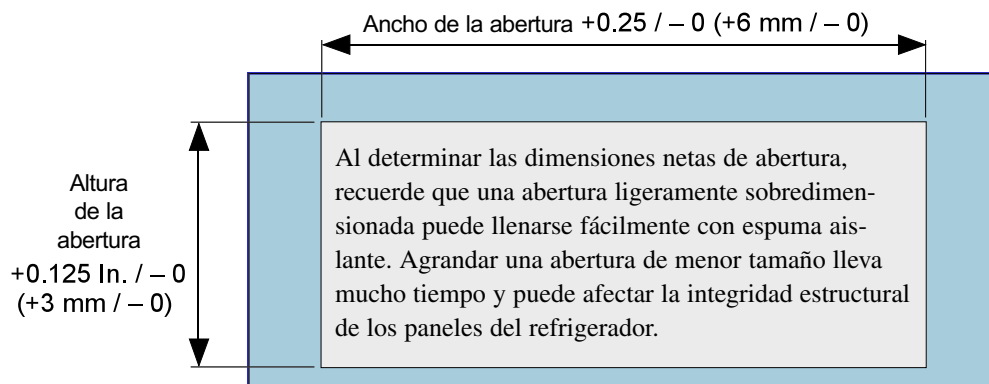 Ancho de la abertura +0.25 / – 0 (+6 mm / – 0)
Altura
de la
abertura
+0.125 In. / – 0
(+3 mm / – 0)
Al determinar las dimensiones netas de abertura,
recuerde que una abertura ligeramente sobredimen-
sionada puede llenarse fácilmente con espuma ais-
lante. Agrandar una abertura de menor tamaño lleva
mucho tiempo y puede afectar la integridad estructural
de los paneles del refrigerador.